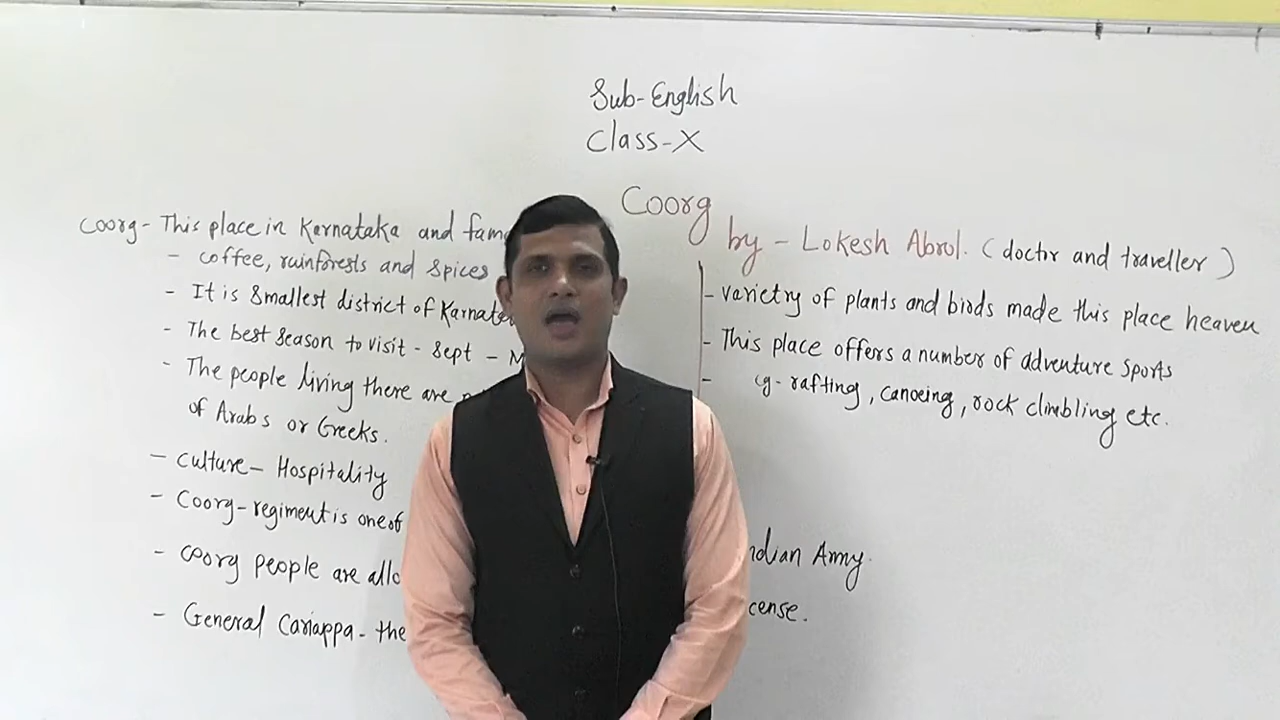 Sub-English
Class-X
Coorg
by - Lokesh Abrol. (doctor and traveller)
Coorg - This place in Karnataka and
- coffee, rainforests and spices
- It is smallest district of
- The best season to visit - Sept -
- The people living there are
of Arabs or Greeks.
- Culture - Hospitality
- Coorg - regiment is one of
ndian Army.
- Coorg people are
cense.
- General Cariappa - the
- varietry of plants and birds made this place heaven
- This place offers a number of adventure sports
- eg - rafting, canoeing, rock climbling etc.